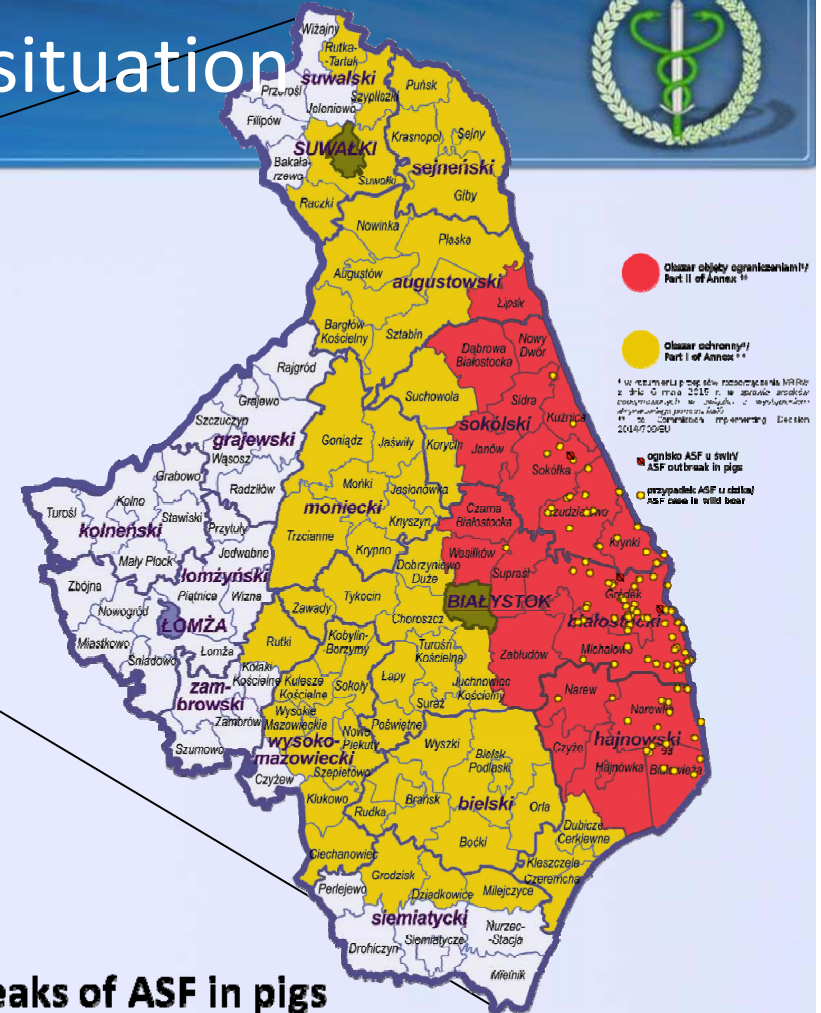 situation
Wiżajny
Rutka-
-Tartak
suwalski
Przerośl
Szypliszki
Jeleniewo
Filipów
Puńsk
Krasnopol
Sejny
SUWAŁKI
Bakała-
rzewo
Suwałki
sejneński
Raczki
Giby
Nowinka
Płaska
Augustów
augustowski
Lipsk
Bargłów
Kościelny
Sztabin
Obszar objęty ograniczeniami*/
Part II of Annex **
Obszar ochronny*/
Part I of Annex **
2014/709/EU
ognisko ASF u świń/
ASF outbreak in pigs
przypadek ASF u dzika/
ASF case in wild boar
Rajgród
Dąbrowa
Białostocka
Nowy
Dwór
Suchowola
Sidra
Kuźnica
Grajewo
Szczuczyn
grajewski
Wąsosz
Radziłów
Goniądz
Jaświły
Korycin
sokólski
Janów
Sokółka
Grabowo
Mońki
Jasionówka
moniecki
Knyszyn
Czarna
Białostocka
Szudziałowo
Turośl
Kolno
Stawiski
kolneński
Przytuły
Trzcianne
Krypno
Wasilków
Krynki
Mały Płock
Jedwabne
łomżyński
Dobrzyniewo
Duże
Supraśl
Zbójna
Piątnica
Wizna
Nowogród
Zawady
Tykocin
BIAŁYSTOK
Gródek
białostocki
ŁOMŻA
Miastkowo
Śniadowo
Łomża
Choroszcz
Rutki
Kobylin-
Borzymy
Turośń
Kościelna
Zabłudów
Michałowo
Kołaki
Kościelne
Kulesze
Kościelne
Sokoły
Łapy
Juchnowiec
Kościelny
zam-
browski
Zambrów
Wysokie
Mazowieckie
Suraż
Narew
Narewka
Nowe
Piekuty
Poświętne
Szumowo
wysoko-
mazowiecki
Wyszki
Bielsk
Podlaski
Czyże
hajnowski
93
Hajnówka
Białowieża
Czyżew
Szepietowo
Klukowo
Brańsk
bielski
Orla
Rudka
Boćki
Dubicze
Cerkiewne
Ciechanowiec
Kleszczele
Czeremcha
Grodzisk
Perlejewo
Dziadkowice
Milejczyce
siemiatycki
Nurzec-
-Stacja
Drohiczyn
Siemiatycze
Mielnik
eaks of ASF in pigs